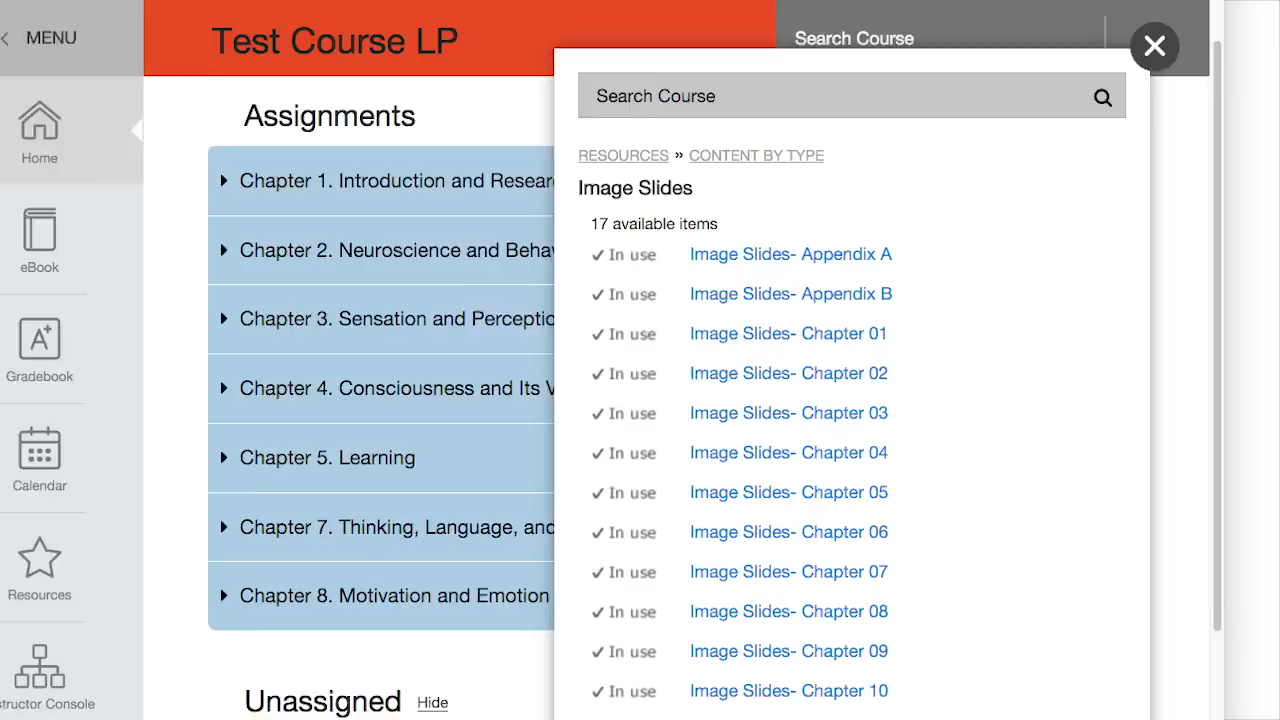 MENU
Home
eBook
Gradebook
Calendar
Resources
structor Console
Test Course LP
Search Course
Assignments
Chapter 1. Introduction and Resear
Chapter 2. Neuroscience and Beha
Chapter 3. Sensation and Perceptio
Chapter 4. Consciousness and Its V
Chapter 5. Learning
Chapter 7. Thinking, Language, and
Chapter 8. Motivation and Emotion
Unassigned Hide
Search Course
RESOURCES » CONTENT BY TYPE
Image Slides
17 available items
✓ In use Image Slides- Appendix A
✓ In use Image Slides- Appendix B
✓ In use Image Slides- Chapter 01
✓ In use Image Slides- Chapter 02
✓ In use Image Slides- Chapter 03
✓ In use Image Slides- Chapter 04
✓ In use Image Slides- Chapter 05
✓ In use Image Slides- Chapter 06
✓ In use Image Slides- Chapter 07
✓ In use Image Slides- Chapter 08
✓ In use Image Slides- Chapter 09
✓ In use Image Slides- Chapter 10